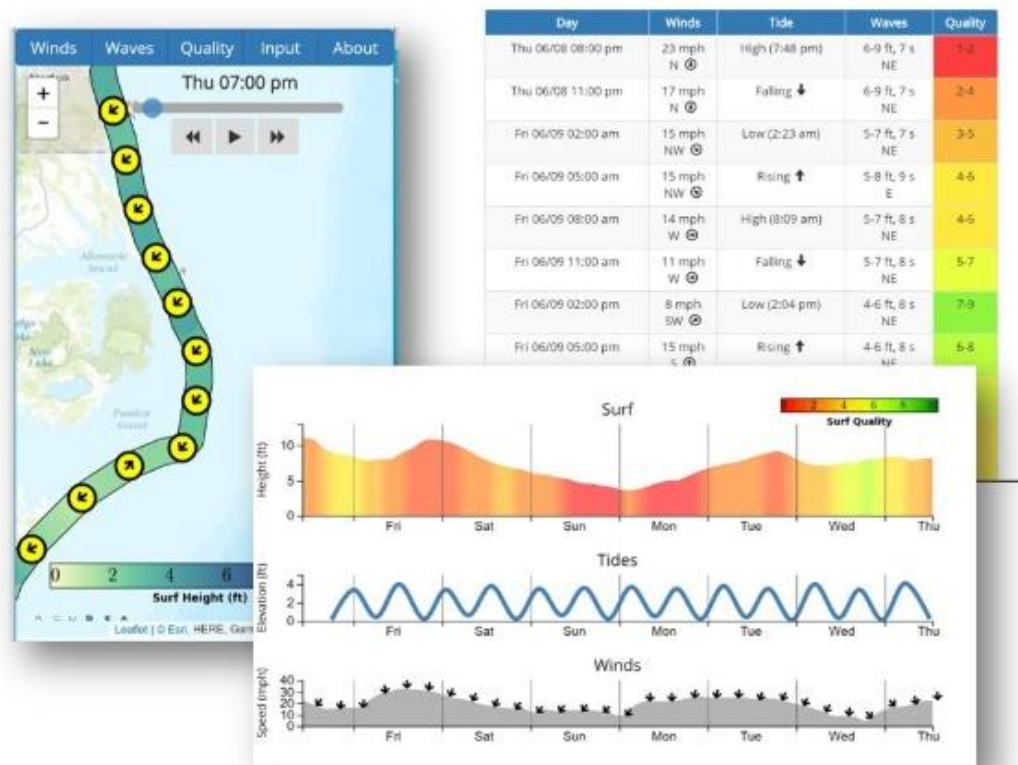 Winds Waves Quality Input About
Thu 07:00 pm
+
−
Albemarle
Sound
Pamlico
Sound
0 2 4 6
Surf Height (ft)
Leaflet | © Esri, HERE, Garm
Day Winds Tide Waves Quality
Thu 06/08 08:00 pm 23 mph High (7:48 pm) 6-9 ft, 7 s 1-2
N NE
Thu 06/08 11:00 pm 17 mph Falling 6-9 ft, 7 s 2-4
N NE
Fri 06/09 02:00 am 15 mph Low (2:23 am) 5-7 ft, 7 s 3-5
NW NE
Fri 06/09 05:00 am 15 mph Rising 5-8 ft, 9 s 4-6
NW E
Fri 06/09 08:00 am 14 mph High (8:09 am) 5-7 ft, 8 s 4-6
W NE
Fri 06/09 11:00 am 11 mph Falling 5-7 ft, 8 s 5-7
W NE
Fri 06/09 02:00 pm 8 mph Low (2:04 pm) 4-6 ft, 8 s 7-9
SW NE
Fri 06/09 05:00 pm 15 mph Rising 4-6 ft, 8 s 6-8
S NE
Surf
2 4 6 8
Surf Quality
Height (ft)
10
5
0
Fri Sat Sun Mon Tue Wed Thu
Tides
Elevation (ft)
4
2
0
Fri Sat Sun Mon Tue Wed Thu
Winds
Speed (mph)
40
30
20
10
0
Fri Sat Sun Mon Tue Wed Thu